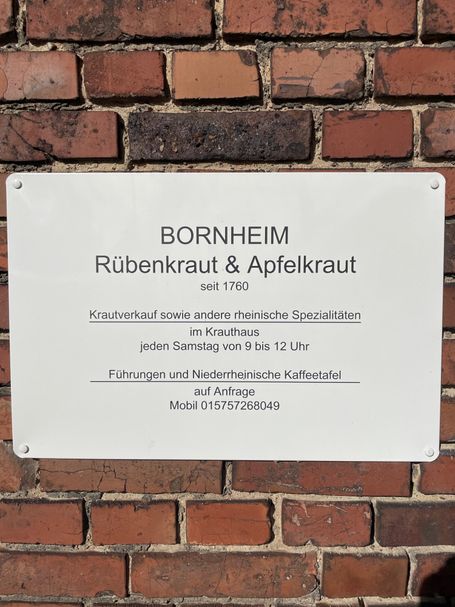 BORNHEIM
Rübenkraut & Apfelkraut
seit 1760
Krautverkauf sowie andere rheinische Spezialitäten
im Krauthaus
jeden Samstag von 9 bis 12 Uhr
Führungen und Niederrheinische Kaffeetafel
auf Anfrage
Mobil 015757268049